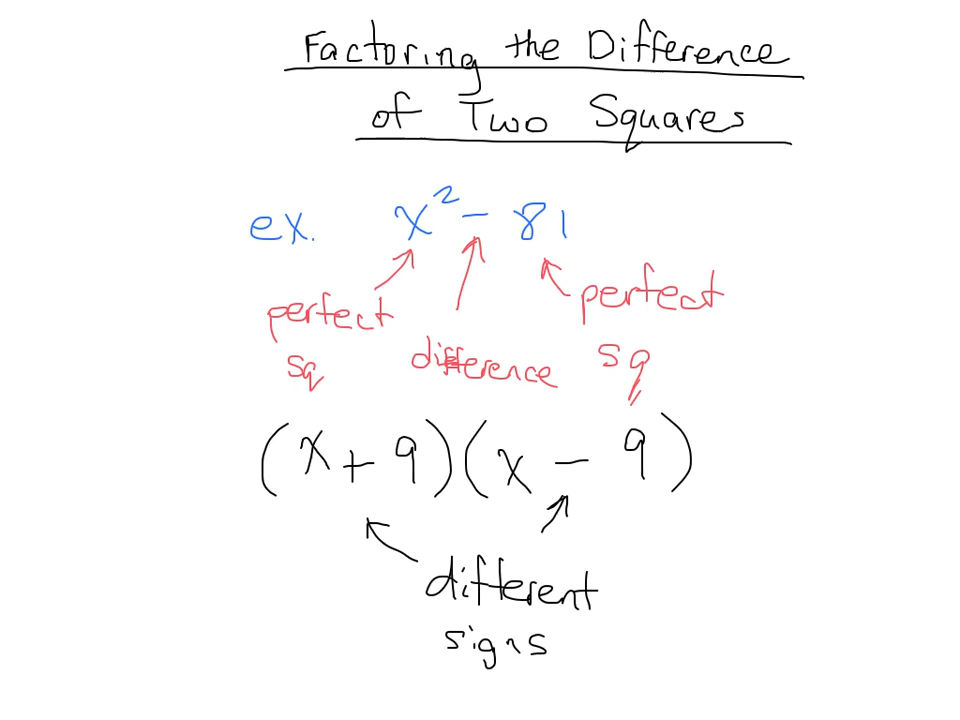 Factoring the Difference
of Two Squares
ex. x² - 81
perfect sq
difference
perfect sq
(x + 9)(x - 9)
different
signs